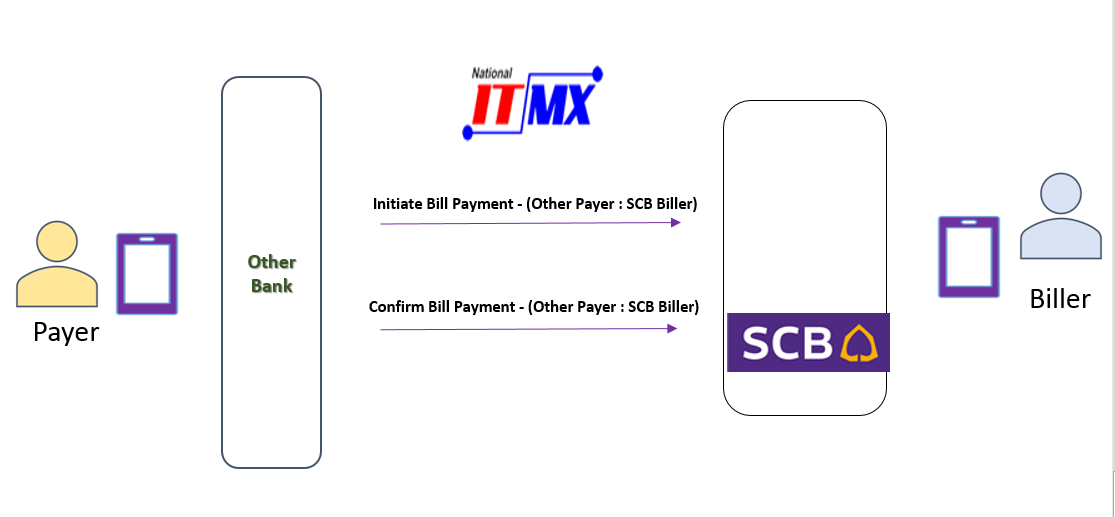 National
ITMX
Initiate Bill Payment - (Other Payer : SCB Biller)
Other
Bank
Confirm Bill Payment - (Other Payer : SCB Biller)
Payer
Biller
SCB